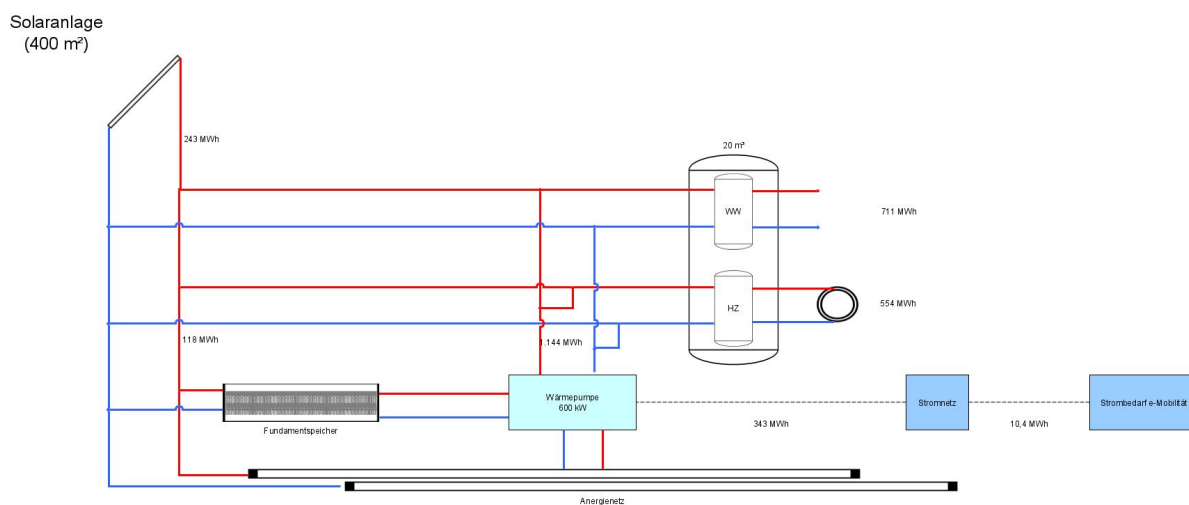 Solaranlage
(400 m²)
243 MWh
20 m³
WW
711 MWh
HZ
554 MWh
118 MWh
1.144 MWh
Wärmepumpe
600 kW
Stromnetz
Strombedarf e-Mobilität
Fundamentspeicher
343 MWh
10,4 MWh
Anergienetz